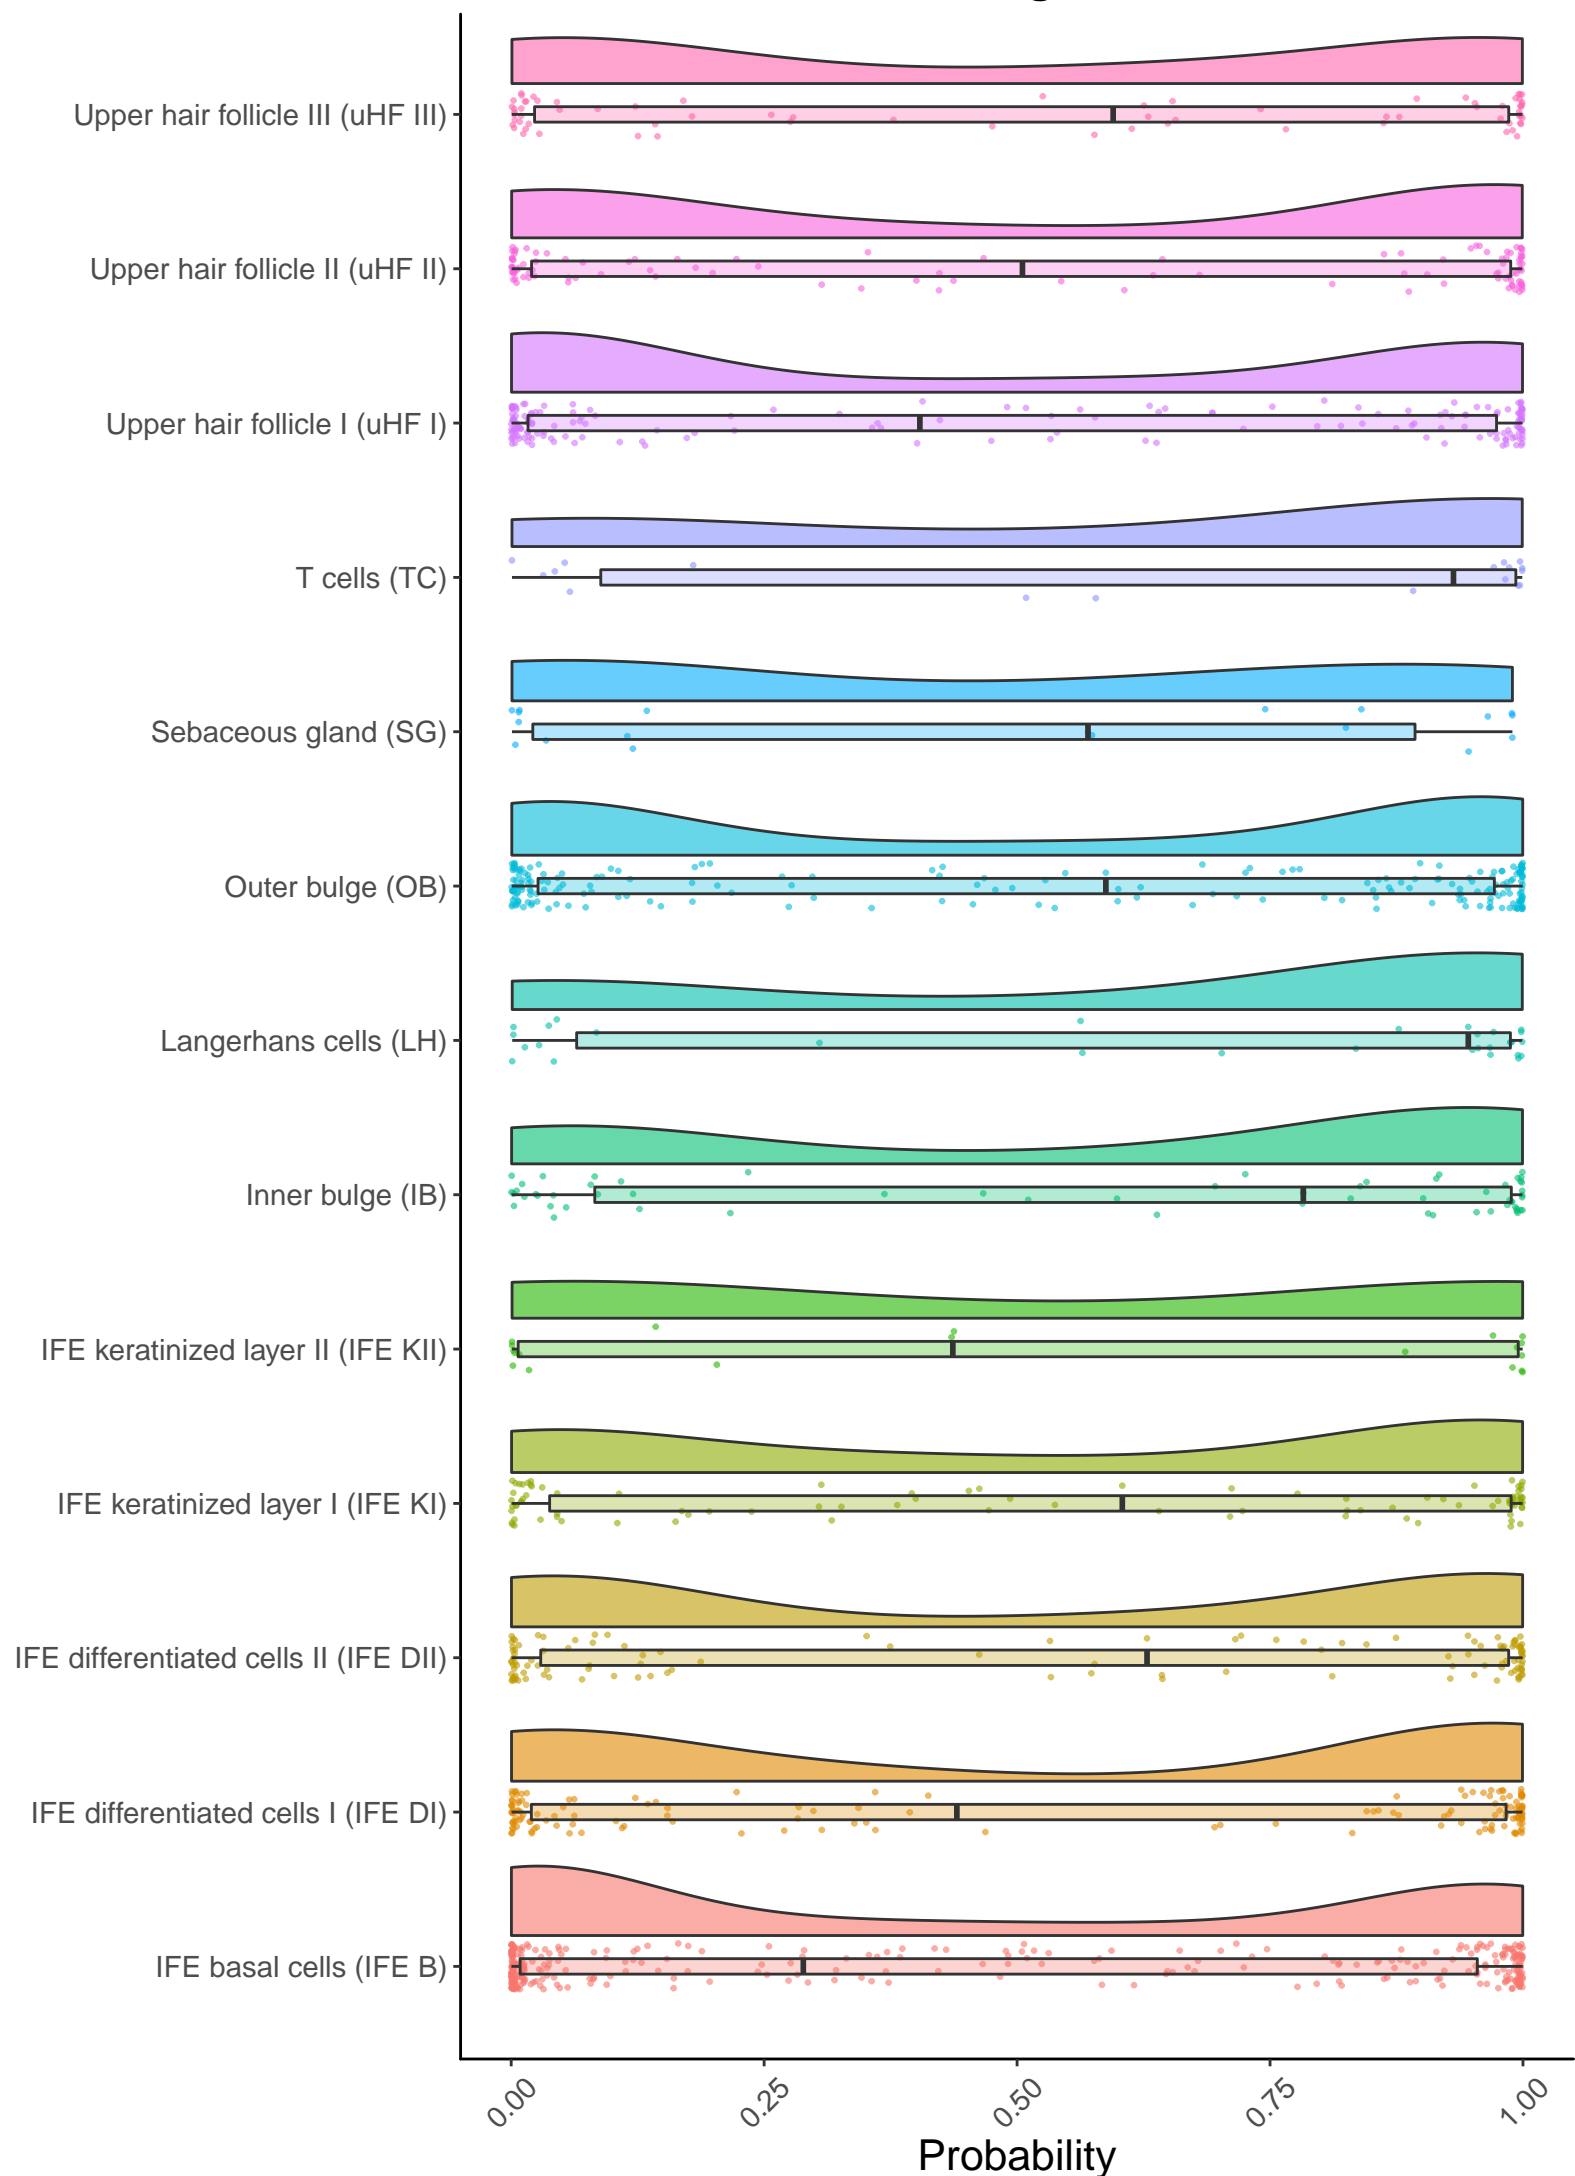 Upper hair follicle III (uHF III)
Upper hair follicle II (uHF II)
Upper hair follicle I (uHF I)
T cells (TC)
Sebaceous gland (SG)
Outer bulge (OB)
Langerhans cells (LH)
Inner bulge (IB)
IFE keratinized layer II (IFE KII)
IFE keratinized layer I (IFE KI)
IFE differentiated cells II (IFE DII)
IFE differentiated cells I (IFE DI)
IFE basal cells (IFE B)
0.00 0.25 0.50 0.75 1.00
Probability